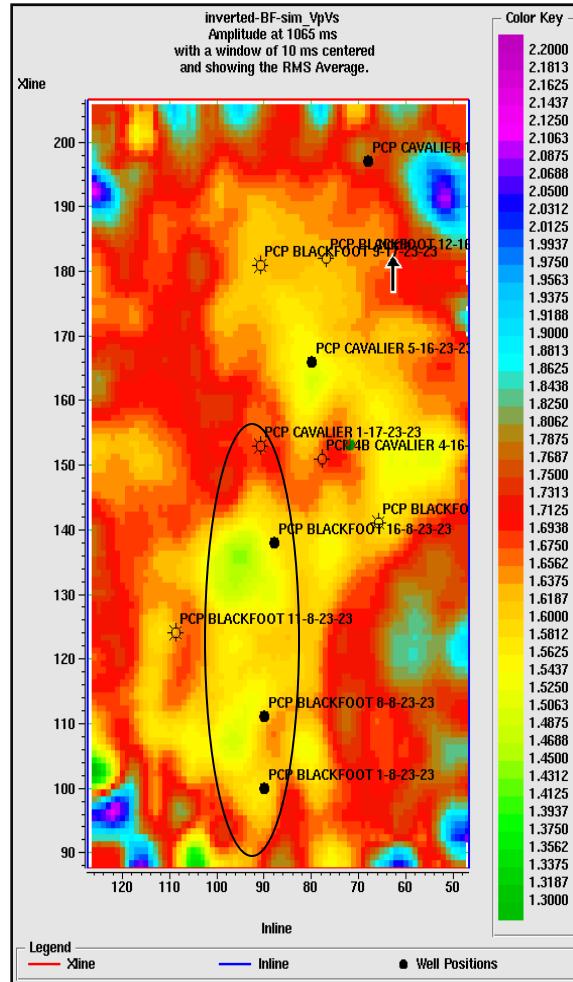 inverted-BF-sim_VpVs
Amplitude at 1065 ms
with a window of 10 ms centered
and showing the RMS Average.
Color Key
Xline
200
190
180
170
160
150
140
130
120
110
100
90
PCP CAVALIER 1
PCP BLACKFOOT 12-16
PCP BLACKFOOT 9-17-23-23
PCP CAVALIER 5-16-23-23
PCP CAVALIER 1-17-23-23
CAVALIER 4-16-
PCP BLACKFO
PCP BLACKFOOT 16-8-23-23
PCP BLACKFOOT 11-8-23-23
PCP BLACKFOOT 8-8-23-23
PCP BLACKFOOT 1-8-23-23
120 110 100 90 80 70 60 50
Inline
2.2000
2.1813
2.1625
2.1437
2.1250
2.1063
2.0875
2.0688
2.0500
2.0312
2.0125
1.9937
1.9750
1.9563
1.9375
1.9188
1.9000
1.8813
1.8625
1.8438
1.8250
1.8062
1.7875
1.7687
1.7500
1.7313
1.7125
1.6938
1.6750
1.6562
1.6375
1.6187
1.6000
1.5812
1.5625
1.5437
1.5250
1.5063
1.4875
1.4688
1.4500
1.4312
1.4125
1.3937
1.3750
1.3562
1.3375
1.3187
1.3000
Legend
Xline Inline Well Positions